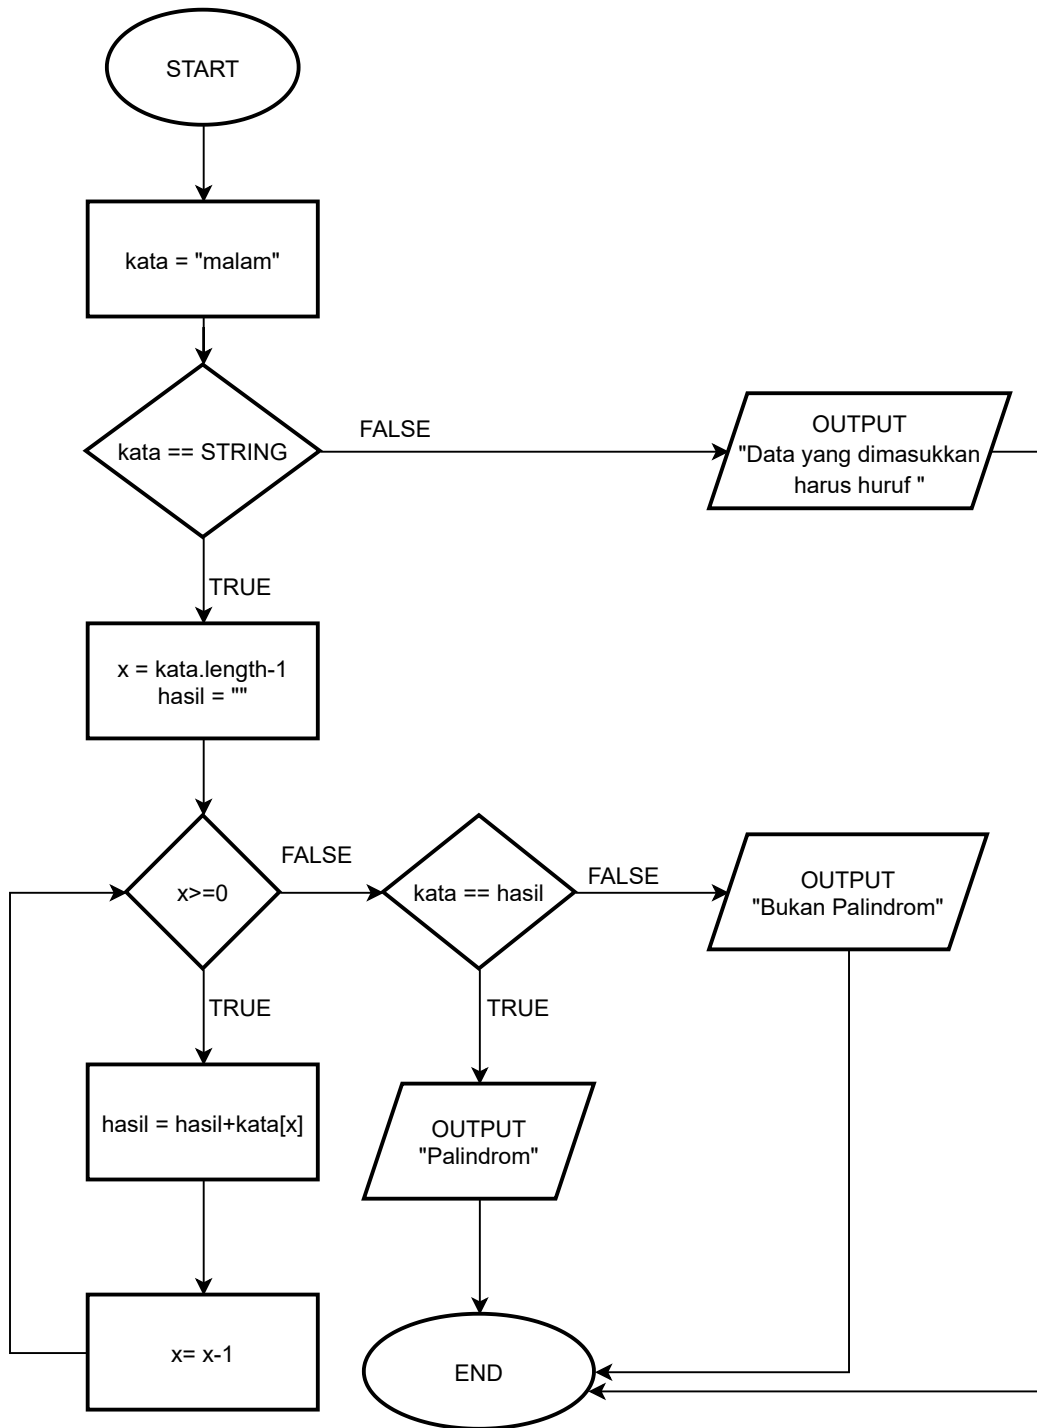 START
kata = "malam"
kata == STRING
FALSE
OUTPUT
"Data yang dimasukkan
harus huruf "
TRUE
x = kata.length-1
hasil = ""
x>=0
FALSE
kata == hasil
FALSE
OUTPUT
"Bukan Palindrom"
TRUE
TRUE
hasil = hasil+kata[x]
OUTPUT
"Palindrom"
x= x-1
END